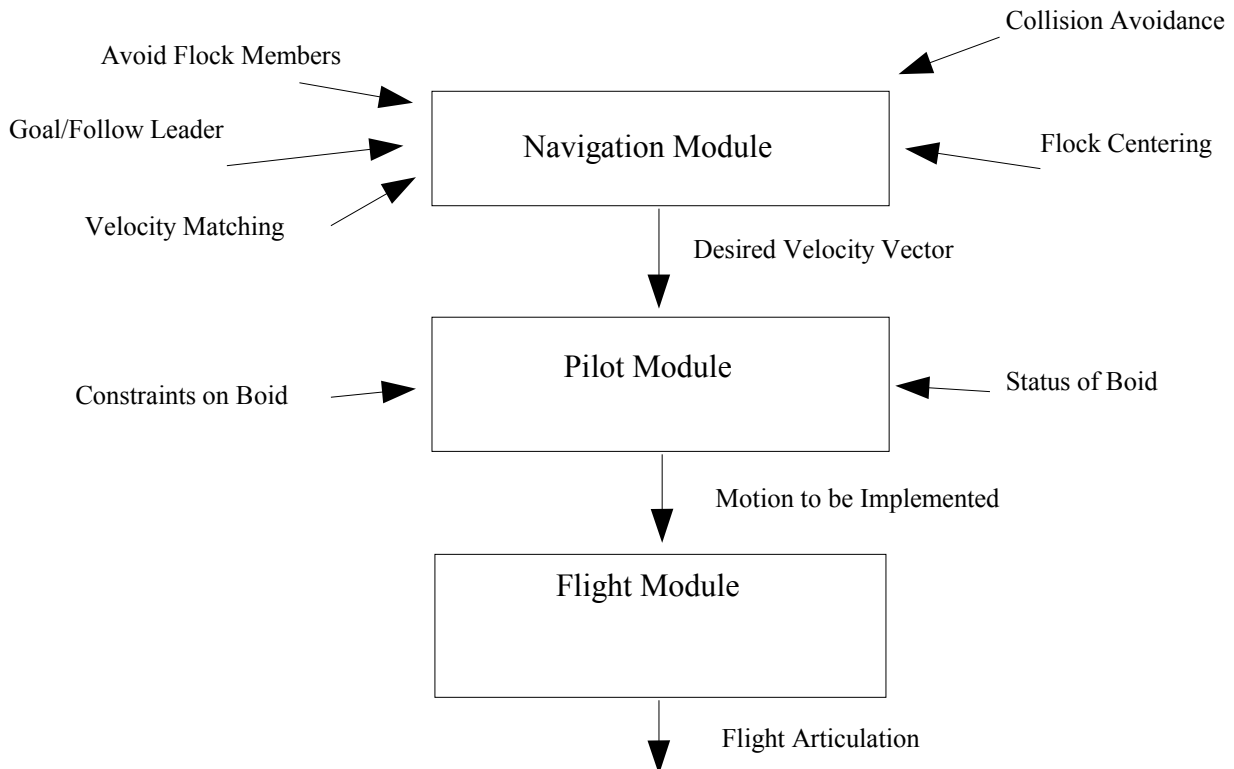 Collision Avoidance
Avoid Flock Members
Goal/Follow Leader
Navigation Module
Flock Centering
Velocity Matching
Desired Velocity Vector
Pilot Module
Constraints on Boid
Status of Boid
Motion to be Implemented
Flight Module
Flight Articulation